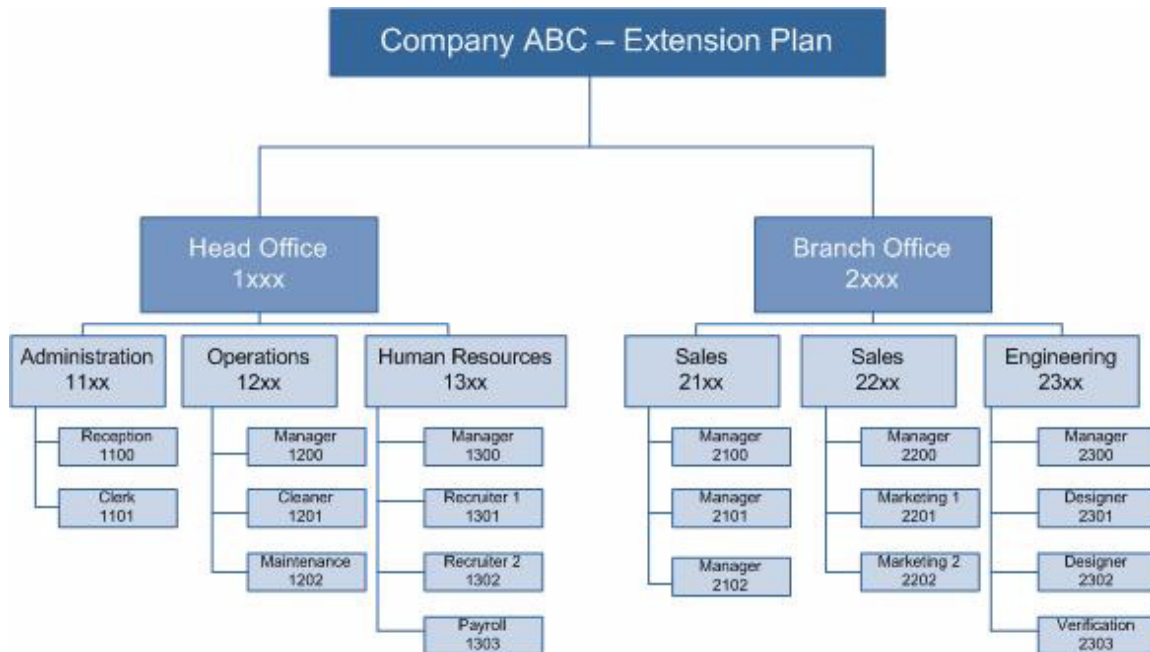 Company ABC – Extension Plan
Head Office
1xxx
Branch Office
2xxx
Administration
11xx
Operations
12xx
Human Resources
13xx
Sales
21xx
Sales
22xx
Engineering
23xx
Reception
1100
Clerk
1101
Manager
1200
Cleaner
1201
Maintenance
1202
Manager
1300
Recruiter 1
1301
Recruiter 2
1302
Payroll
1303
Manager
2100
Manager
2101
Manager
2102
Manager
2200
Marketing 1
2201
Marketing 2
2202
Manager
2300
Designer
2301
Designer
2302
Verification
2303